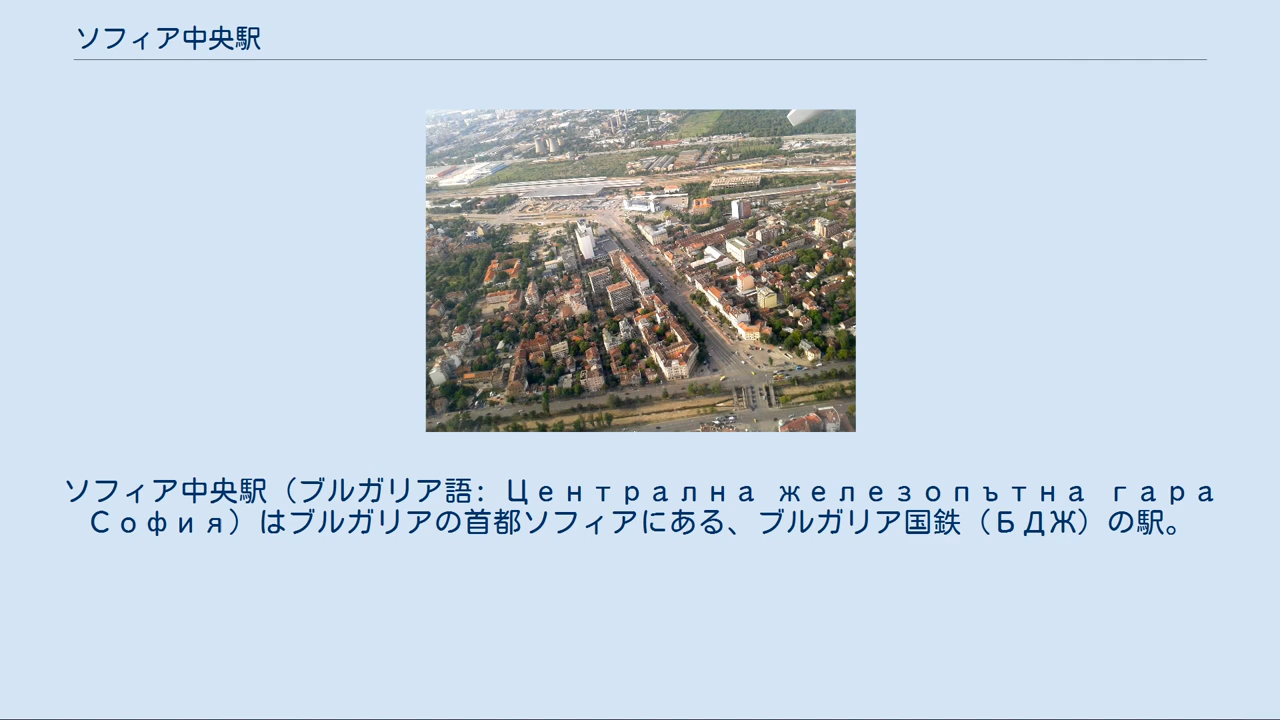 ソフィア中央駅
ソフィア中央駅（ブルガリア語: Централна железопътна гара
София）はブルガリアの首都ソフィアにある、ブルガリア国鉄（БДЖ）の駅。